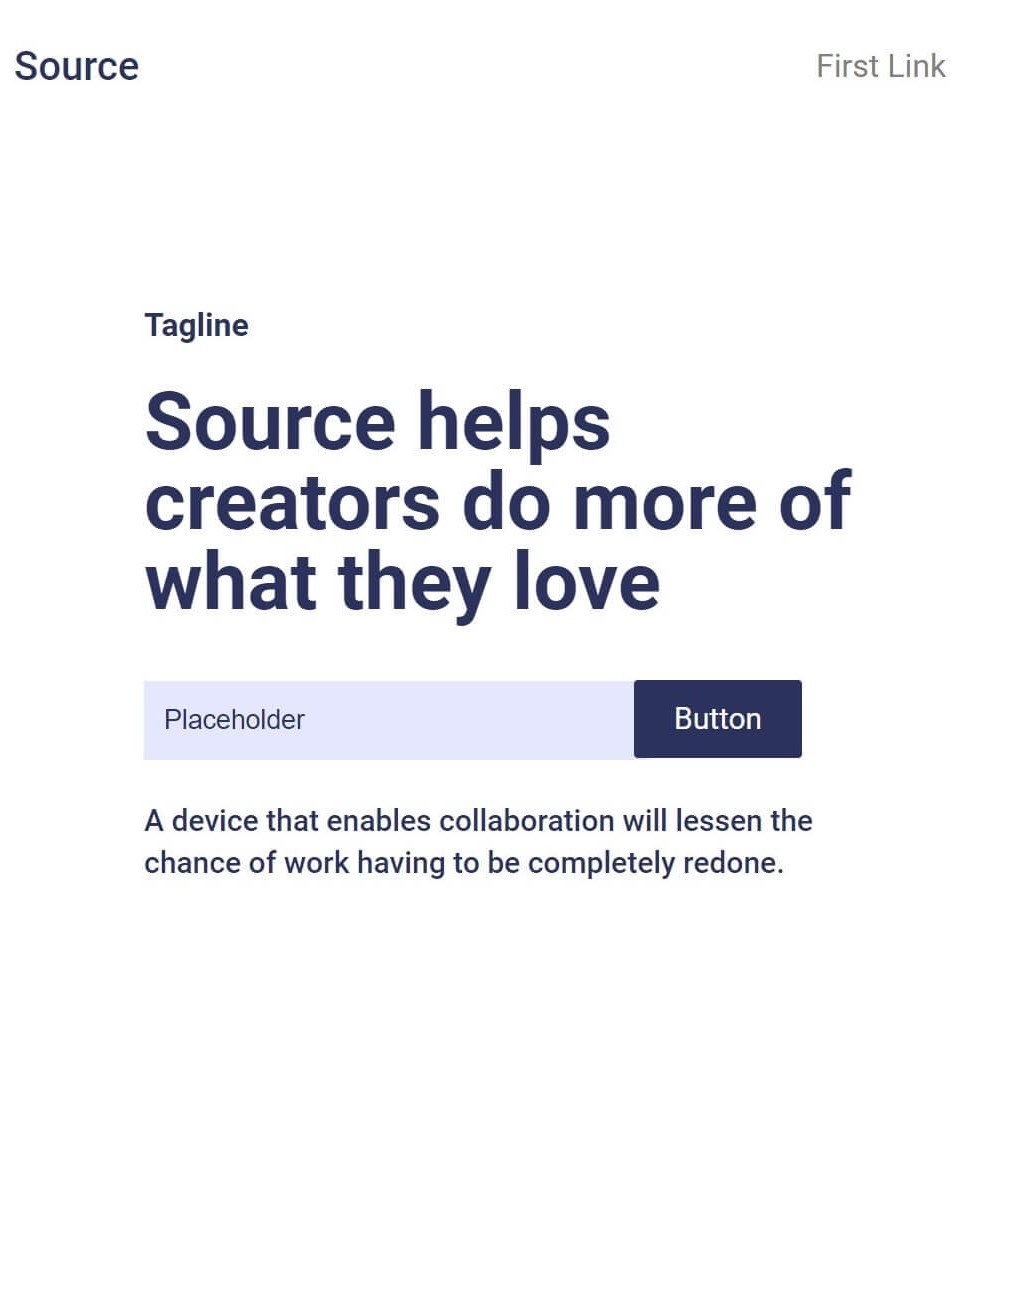 Source
First Link
Tagline
Source helps
creators do more of
what they love
Placeholder
Button
A device that enables collaboration will lessen the
chance of work having to be completely redone.